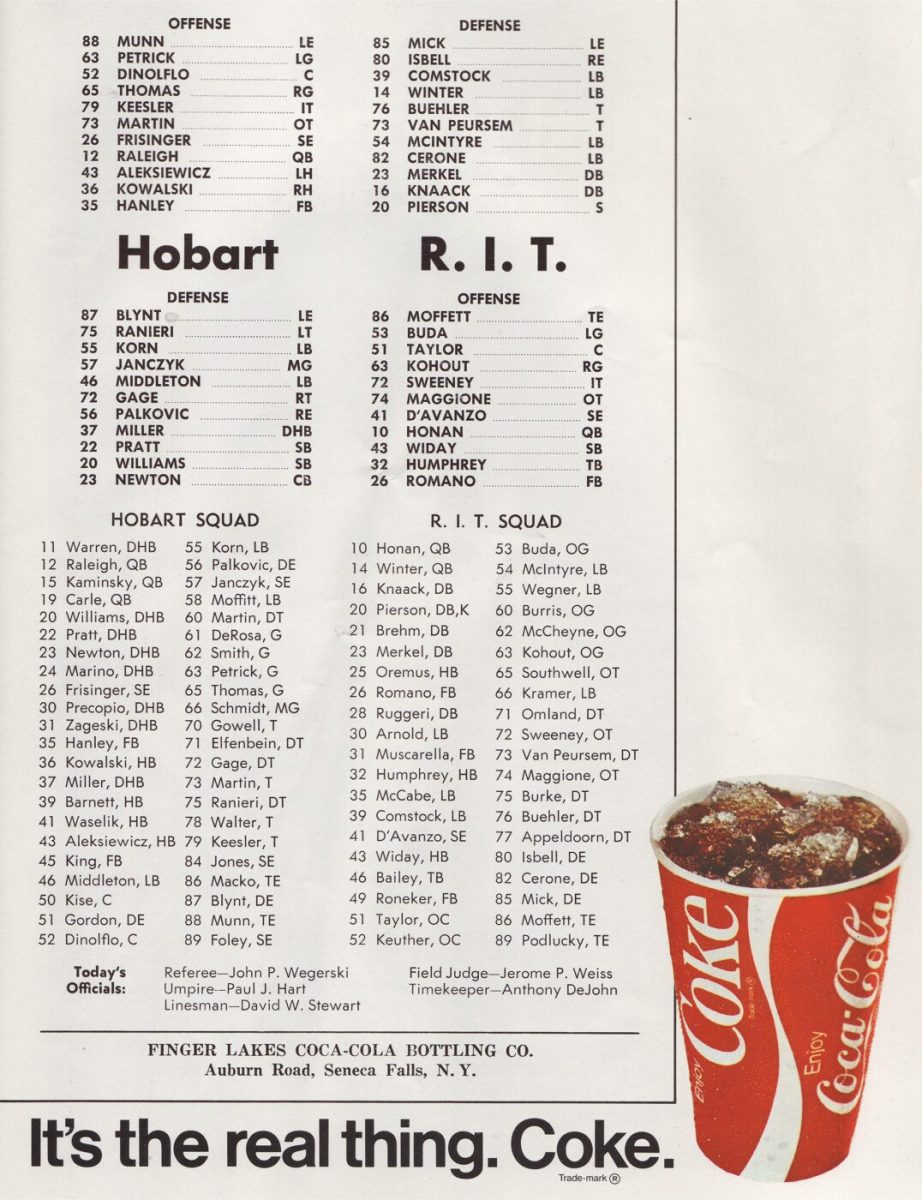 OFFENSE
88 MUNN LE
63 PETRICK LG
52 DINOLFLO C
65 THOMAS RG
79 KEESLER IT
73 MARTIN OT
26 FRISINGER SE
12 RALEIGH QB
43 ALEKSIEWICZ LH
36 KOWALSKI RH
35 HANLEY FB
DEFENSE
85 MICK LE
80 ISBELL RE
39 COMSTOCK LB
14 WINTER LB
76 BUEHLER T
73 VAN PEURSEM T
54 MCINTYRE LB
82 CERONE LB
23 MERKEL DB
16 KNAACK DB
20 PIERSON S
Hobart
R. I. T.
DEFENSE
87 BLYNT LE
75 RANIERI LT
55 KORN LB
57 JANCZYK MG
46 MIDDLETON LB
72 GAGE RT
56 PALKOVIC RE
37 MILLER DHB
22 PRATT SB
20 WILLIAMS SB
23 NEWTON CB
OFFENSE
86 MOFFETT TE
53 BUDA LG
51 TAYLOR C
63 KOHOUT RG
72 SWEENEY IT
74 MAGGIONE OT
41 D'AVANZO SE
10 HONAN QB
43 WIDAY SB
32 HUMPHREY TB
26 ROMANO FB
HOBART SQUAD
11 Warren, DHB
12 Raleigh, QB
15 Kaminsky, QB
19 Carle, QB
20 Williams, DHB
22 Pratt, DHB
23 Newton, DHB
24 Marino, DHB
26 Frisinger, SE
30 Precopio, DHB
31 Zageski, DHB
35 Hanley, FB
36 Kowalski, HB
37 Miller, DHB
39 Barnett, HB
41 Waselik, HB
43 Aleksiewicz, HB
45 King, FB
46 Middleton, LB
50 Kise, C
51 Gordon, DE
52 Dinolflo, C
55 Korn, LB
56 Palkovic, DE
57 Janczyk, SE
58 Moffitt, LB
60 Martin, DT
61 DeRosa, G
62 Smith, G
63 Petrick, G
65 Thomas, G
66 Schmidt, MG
70 Gowell, T
71 Elfenbein, DT
72 Gage, DT
73 Martin, T
75 Ranieri, DT
78 Walter, T
79 Keesler, T
84 Jones, SE
86 Macko, TE
87 Blynt, DE
88 Munn, TE
89 Foley, SE
R. I. T. SQUAD
10 Honan, QB
14 Winter, QB
16 Knaack, DB
20 Pierson, DB,K
21 Brehm, DB
23 Merkel, DB
25 Oremus, HB
26 Romano, FB
28 Ruggeri, DB
30 Arnold, LB
31 Muscarella, FB
32 Humphrey, HB
35 McCabe, LB
39 Comstock, LB
41 D'Avanzo, SE
43 Widay, HB
46 Bailey, TB
49 Roneker, FB
51 Taylor, OC
52 Keuther, OC
53 Buda, OG
54 McIntyre, LB
55 Wegner, LB
60 Burris, OG
62 McCheyne, OG
63 Kohout, OG
65 Southwell, OT
66 Kramer, LB
71 Omland, DT
72 Sweeney, OT
73 Van Peursem, DT
74 Maggione, OT
75 Burke, DT
76 Buehler, DT
77 Appeldoorn, DT
80 Isbell, DE
82 Cerone, DE
85 Mick, DE
86 Moffett, TE
89 Podlucky, TE
Today's
Officials:
Referee—John P. Wegerski
Umpire--Paul J. Hart
Linesman—David W. Stewart
Field Judge—Jerome P. Weiss
Timekeeper—Anthony DeJohn
FINGER LAKES COCA-COLA BOTTLING CO.
Auburn Road, Seneca Falls, N. Y.
It's the real thing. Coke.
Trade-mark ®
Enjoy
Coke
Trade-mark ®
Enjoy
Coca-Cola